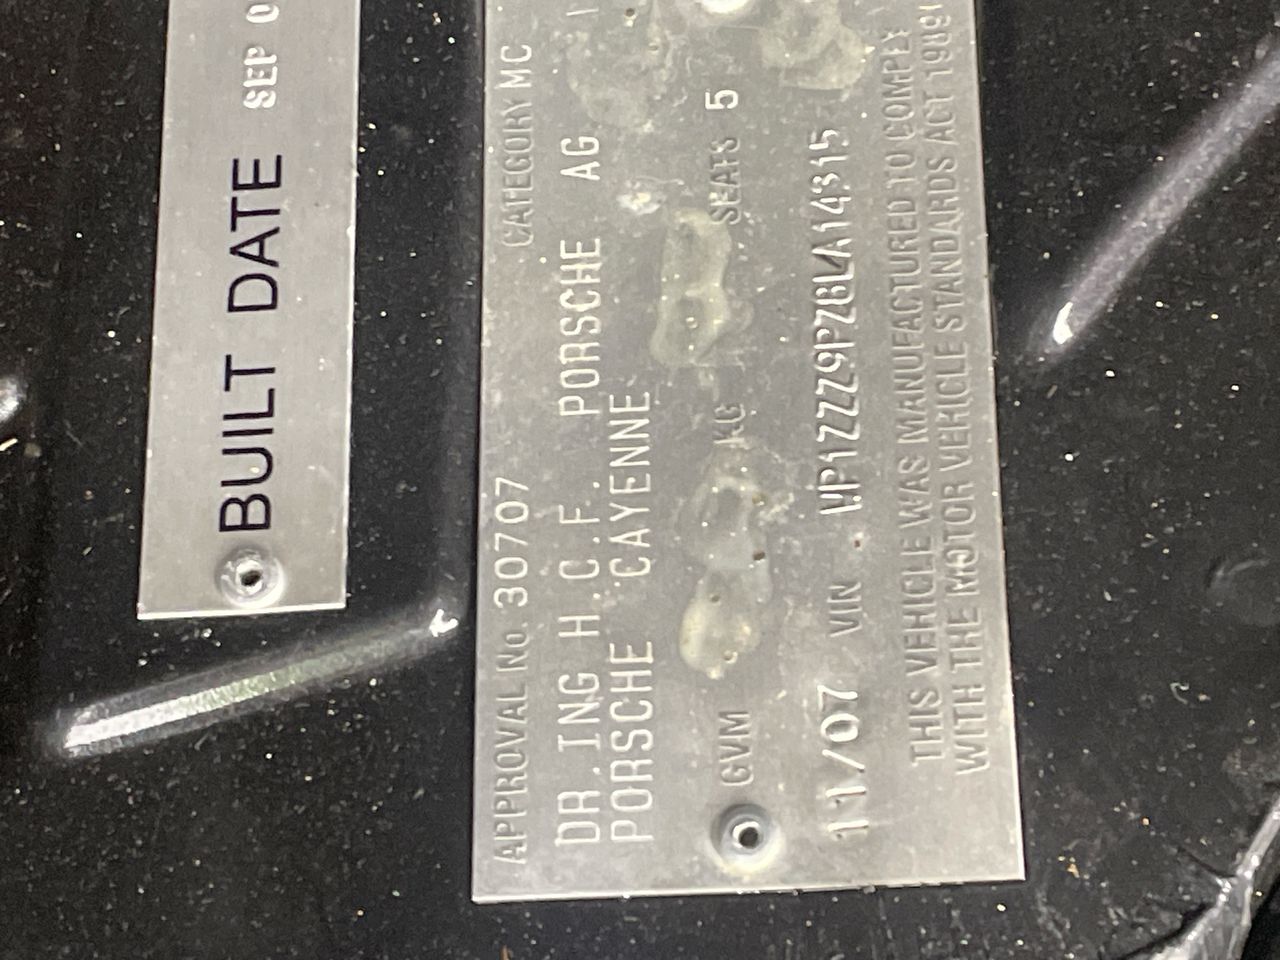 BUILT DATE SEP 0
APPROVAL No. 30707 CATEGORY MC
DR.ING H.C.F. PORSCHE AG
PORSCHE CAYENNE
GVM KG SEATS 5
11/07 VIN WP1ZZZ9PZ8LA14315
THIS VEHICLE WAS MANUFACTURED TO COMPLY
WITH THE MOTOR VEHICLE STANDARDS ACT 1989